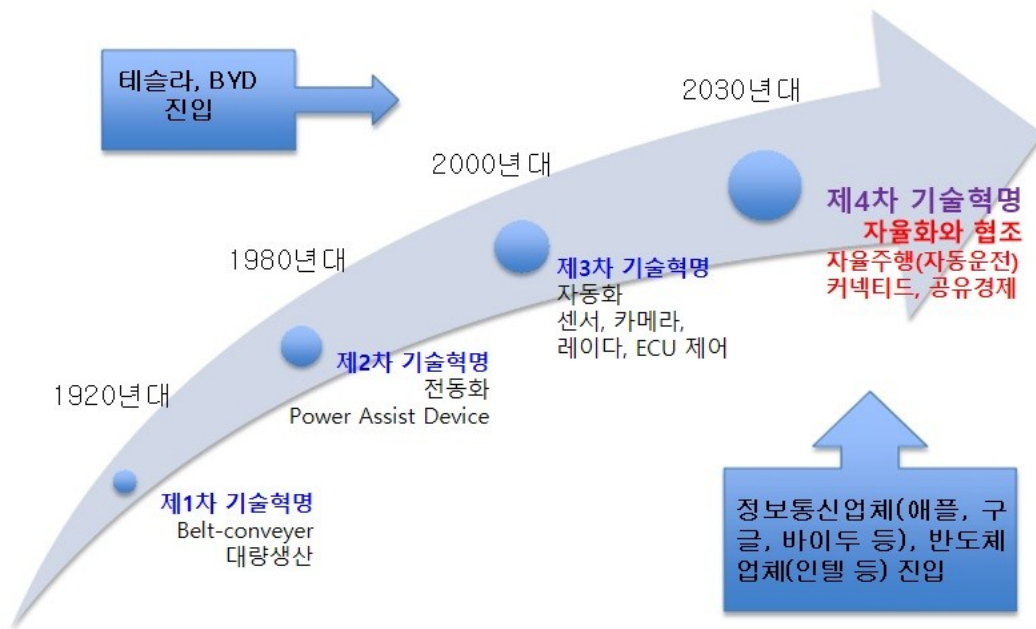 테슬라, BYD
진입
2030년대
2000년대
제4차 기술혁명
자율화와 협조
자율주행(자동운전)
커넥티드, 공유경제
1980년대
제3차 기술혁명
자동화
센서, 카메라,
레이다, ECU 제어
제2차 기술혁명
전동화
Power Assist Device
1920년대
제1차 기술혁명
Belt-conveyer
대량생산
정보통신업체(애플, 구
글, 바이두 등), 반도체
업체(인텔 등) 진입